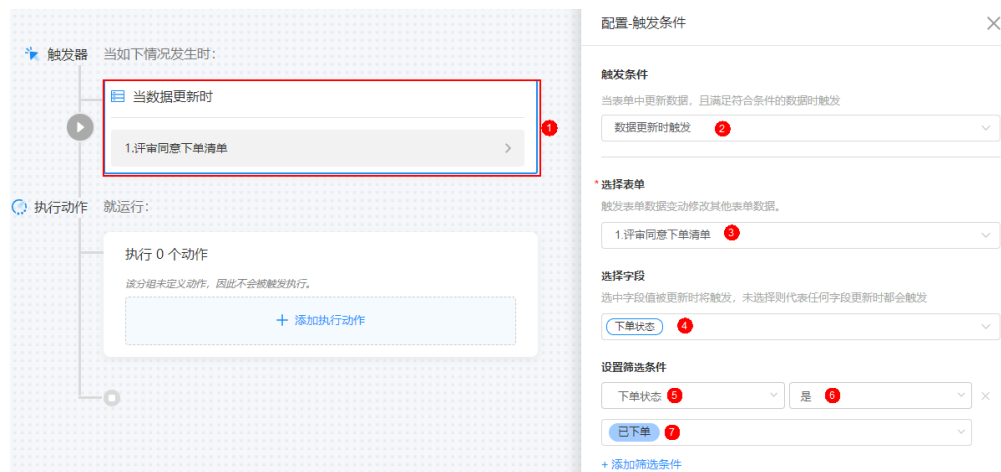 触发器 当如下情况发生时:
当数据更新时
1
1.评审同意下单清单
执行动作 就运行:
执行 0 个动作
该分组未定义动作，因此不会被触发执行。
+ 添加执行动作
配置-触发条件
触发条件
当表单中更新数据，且满足符合条件的数据时触发
数据更新时触发 2
* 选择表单
触发表单数据变动修改其他表单数据。
1.评审同意下单清单 3
选择字段
选中字段值被更新时将触发，未选择则代表任何字段更新时都会触发
下单状态 4
设置筛选条件
下单状态 5 是 6
已下单 7
+ 添加筛选条件